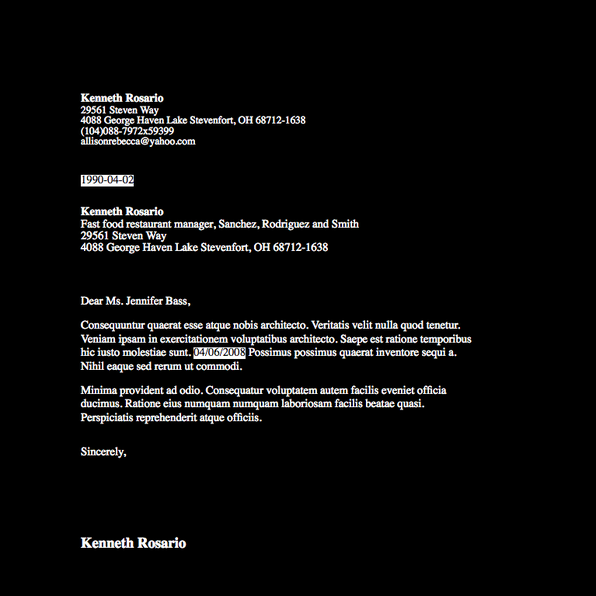 Kenneth Rosario
29561 Steven Way
4088 George Haven Lake Stevenfort, OH 68712-1638
(104)088-7972x59399
allisonrebecca@yahoo.com
1990-04-02
Kenneth Rosario
Fast food restaurant manager, Sanchez, Rodriguez and Smith
29561 Steven Way
4088 George Haven Lake Stevenfort, OH 68712-1638
Dear Ms. Jennifer Bass,
Consequuntur quaerat esse atque nobis architecto. Veritatis velit nulla quod tenetur.
Veniam ipsam in exercitationem voluptatibus architecto. Saepe est ratione temporibus
hic iusto molestiae sunt. 04/06/2008 Possimus possimus quaerat inventore sequi a.
Nihil eaque sed rerum ut commodi.
Minima provident ad odio. Consequatur voluptatem autem facilis eveniet officia
ducimus. Ratione eius numquam numquam laboriosam facilis beatae quasi.
Perspiciatis reprehenderit atque officiis.
Sincerely,
Kenneth Rosario